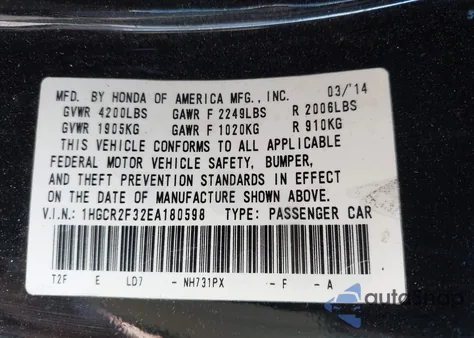 MFD. BY HONDA OF AMERICA MFG., INC. 03/'14
GVWR 4200LBS GAWR F 2249LBS R 2006LBS
GVWR 1905KG GAWR F 1020KG R 910KG
THIS VEHICLE CONFORMS TO ALL APPLICABLE
FEDERAL MOTOR VEHICLE SAFETY, BUMPER,
AND THEFT PREVENTION STANDARDS IN EFFECT
ON THE DATE OF MANUFACTURE SHOWN ABOVE.
V.I.N.: 1HGCR2F32EA180598 TYPE: PASSENGER CAR
T2F E LD7 - NH731PX - F - A
autosnap